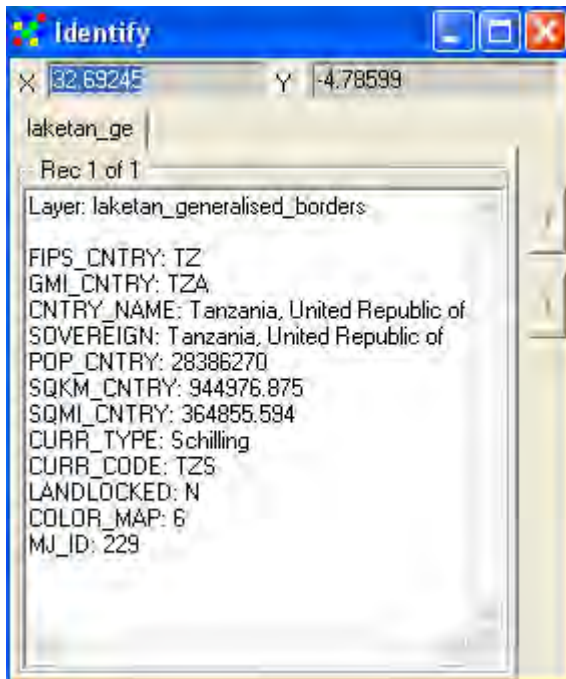 Identify
X 32.69245 Y -4.78599
laketan_ge
Rec 1 of 1
Layer: laketan_generalised_borders
FIPS_CNTRY: TZ
GMI_CNTRY: TZA
CNTRY_NAME: Tanzania, United Republic of
SOVEREIGN: Tanzania, United Republic of
POP_CNTRY: 28386270
SQKM_CNTRY: 944976.875
SQMI_CNTRY: 364855.594
CURR_TYPE: Schilling
CURR_CODE: TZS
LANDLOCKED: N
COLOR_MAP: 6
MJ_ID: 229